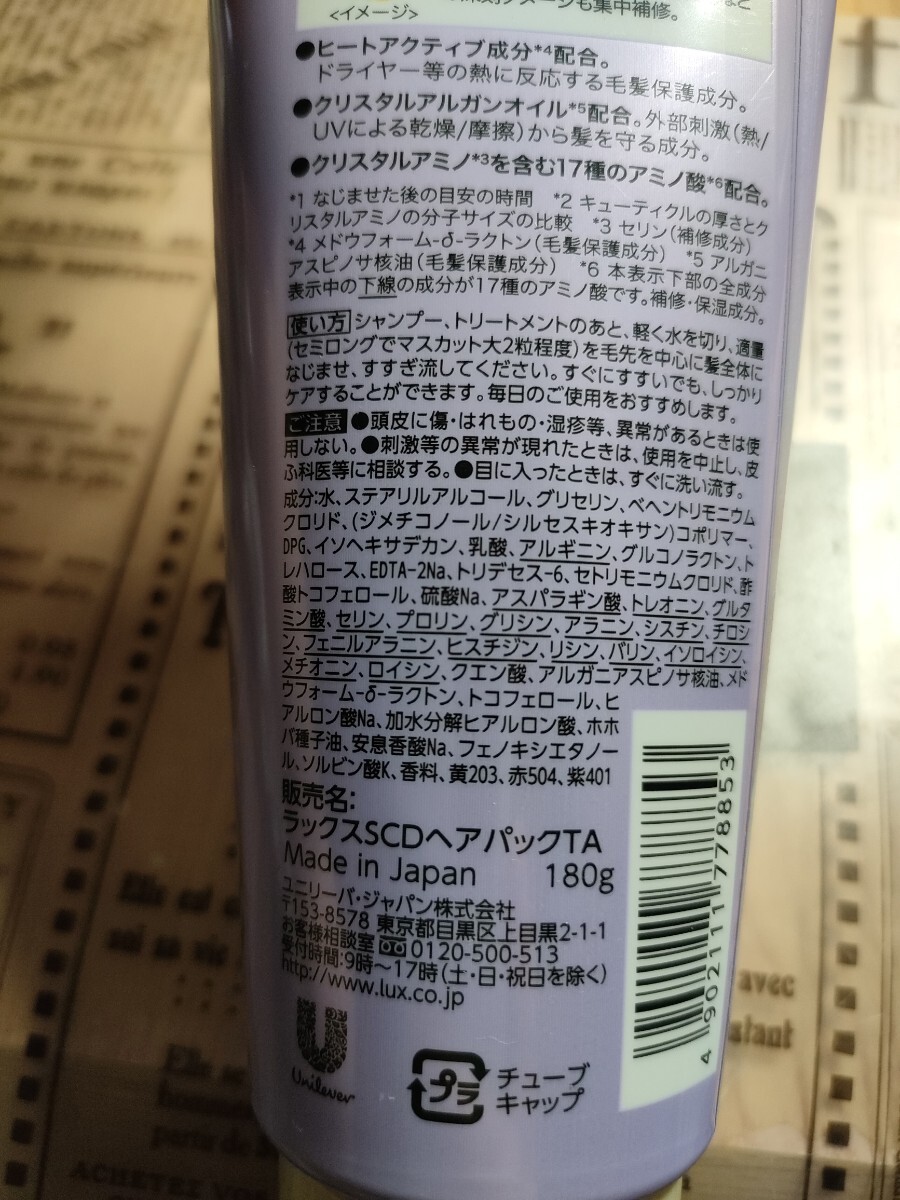 も集中補修。
<イメージ>
●ヒートアクティブ成分*4配合。
ドライヤー等の熱に反応する毛髪保護成分。
●クリスタルアルガンオイル*5配合。外部刺激(熱/
UVによる乾燥/摩擦)から髪を守る成分。
●クリスタルアミノ*3を含む17種のアミノ酸*6配合。
*1 なじませた後の目安の時間 *2 キューティクルの厚さとク
リスタルアミノの分子サイズの比較 *3 セリン(補修成分)
*4 メドウフォーム-δ-ラクトン(毛髪保護成分) *5 アルガニ
アスピノサ核油(毛髪保護成分) *6 本表示下部の全成分
表示中の下線の成分が17種のアミノ酸です。補修・保湿成分。
使い方 シャンプー、トリートメントのあと、軽く水を切り、適量
(セミロングでマスカット大2粒程度)を毛先を中心に髪全体に
なじませ、すすぎ流してください。すぐにすすいでも、しっかり
ケアすることができます。毎日のご使用をおすすめします。
ご注意 ●頭皮に傷・はれもの・湿疹等、異常があるときは使
用しない。●刺激等の異常が現れたときは、使用を中止し、皮
ふ科医等に相談する。●目に入ったときは、すぐに洗い流す。
成分:水、ステアリルアルコール、グリセリン、ベヘントリモニウム
クロリド、(ジメチコノール/シルセスキオキサン)コポリマー、
DPG、イソヘキサデカン、乳酸、アルギニン、グルコノラクトン、ト
レハロース、EDTA-2Na、トリデセス-6、セトリモニウムクロリド、酢
酸トコフェロール、硫酸Na、アスパラギン酸、トレオニン、グルタ
ミン酸、セリン、プロリン、グリシン、アラニン、シスチン、チロシ
ン、フェニルアラニン、ヒスチジン、リシン、バリン、イソロイシン、
メチオニン、ロイシン、クエン酸、アルガニアスピノサ核油、メド
ウフォーム-δ-ラクトン、トコフェロール、ヒ
アルロン酸Na、加水分解ヒアルロン酸、ホホ
バ種子油、安息香酸Na、フェノキシエタノー
ル、ソルビン酸K、香料、黄203、赤504、紫401
販売名:
ラックスSCDヘアパックTA
Made in Japan 180g
ユニリーバ・ジャパン株式会社
〒153-8578 東京都目黒区上目黒2-1-1
お客様相談室 0120-500-513
受付時間:9時〜17時(土・日・祝日を除く)
http://www.lux.co.jp
Unilever
プラ
チューブ
キャップ
4902111778853
avec